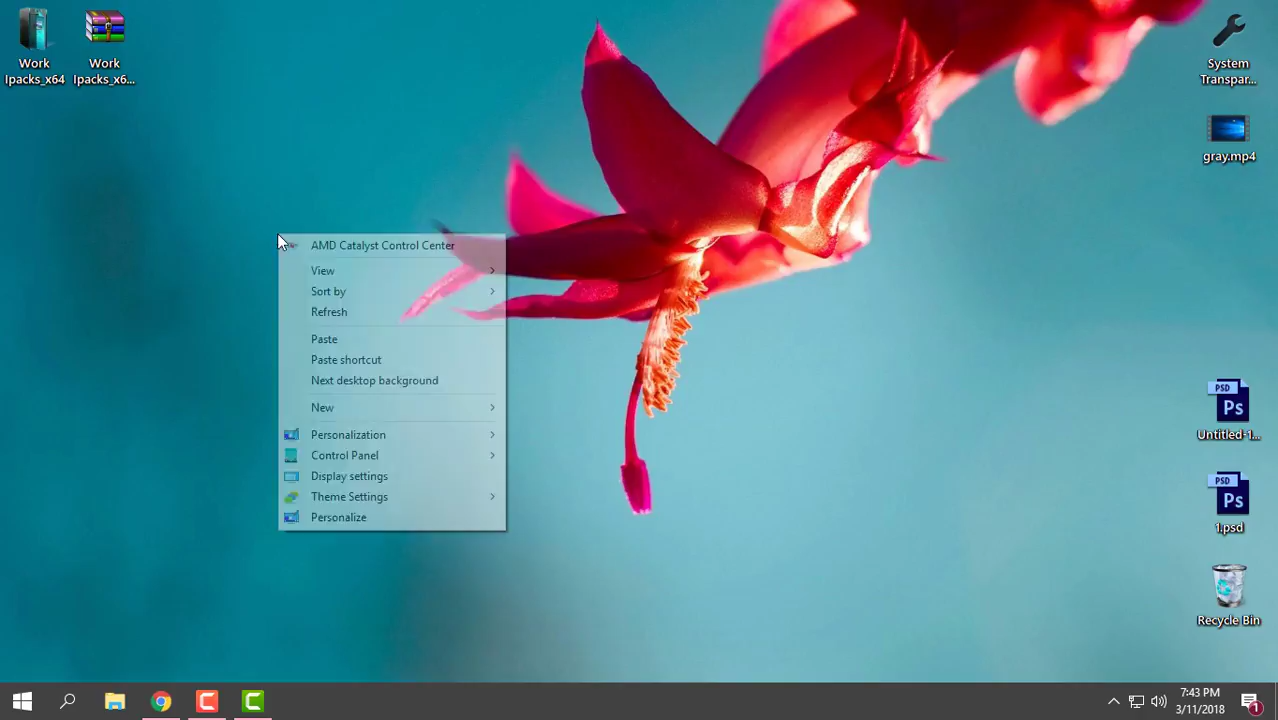 Work
Ipacks_x64
Work
Ipacks_x6...
System
Transpar...
gray.mp4
AMD Catalyst Control Center
View
Sort by
Refresh
Paste
Paste shortcut
Next desktop background
New
Personalization
Control Panel
Display settings
Theme Settings
Personalize
PSD
Ps
Untitled-1...
PSD
Ps
1.psd
Recycle Bin
7:43 PM
3/11/2018
1